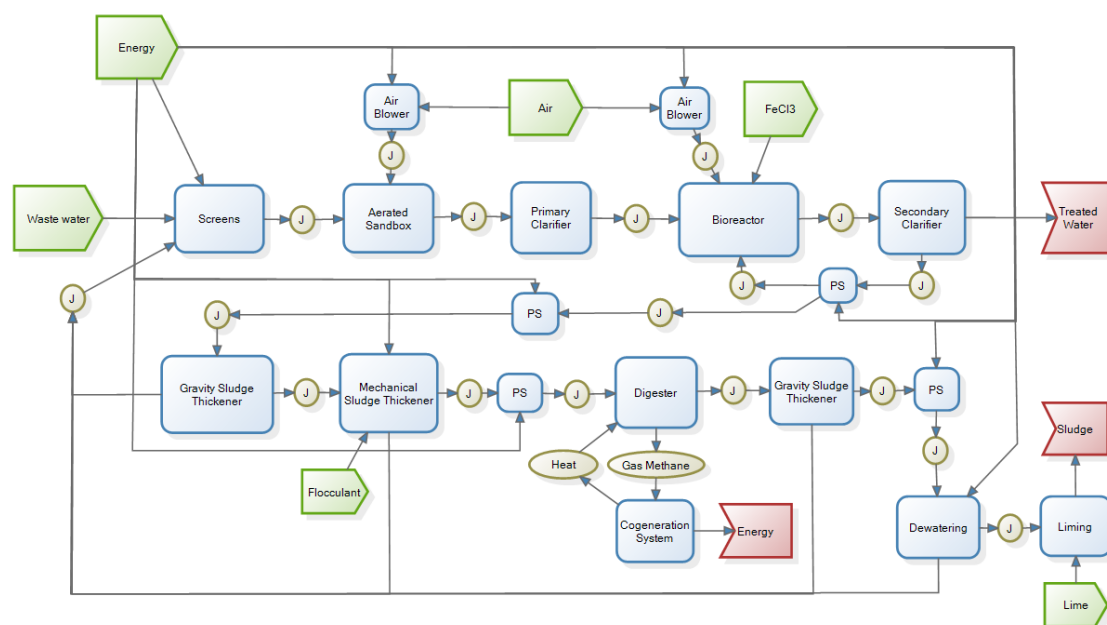 Energy
Air
Blower
Air
Air
Blower
FeCl3
J
J
Waste water
Screens
J
Aerated
Sandbox
J
Primary
Clarifier
J
Bioreactor
J
Secondary
Clarifier
Treated
Water
J
J
PS
J
J
PS
J
Gravity Sludge
Thickener
J
Mechanical
Sludge Thickener
J
PS
J
Digester
J
Gravity Sludge
Thickener
J
PS
Sludge
J
Heat
Gas Methane
Flocculant
Cogeneration
System
Energy
Dewatering
J
Liming
Lime